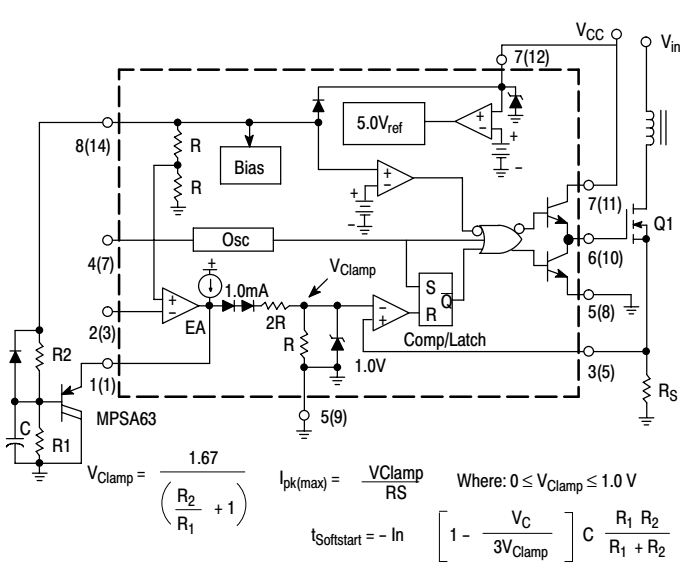 VCC
Vin
7(12)
8(14)
R
R
Bias
5.0Vref
+
-
+
-
+
-
+
-
7(11)
Q1
6(10)
4(7)
Osc
5(8)
+
1.0mA
VClamp
S
R
Q
2(3)
+
-
EA
2R
R
-
+
Comp/Latch
1.0V
3(5)
R2
1(1)
RS
MPSA63
C
R1
5(9)
VClamp = 1.67 / (R2 / R1 + 1)
Ipk(max) = VClamp / RS
Where: 0 ≤ VClamp ≤ 1.0 V
tSoftstart = - In [1 - VC / 3VClamp] C R1 R2 / R1 + R2